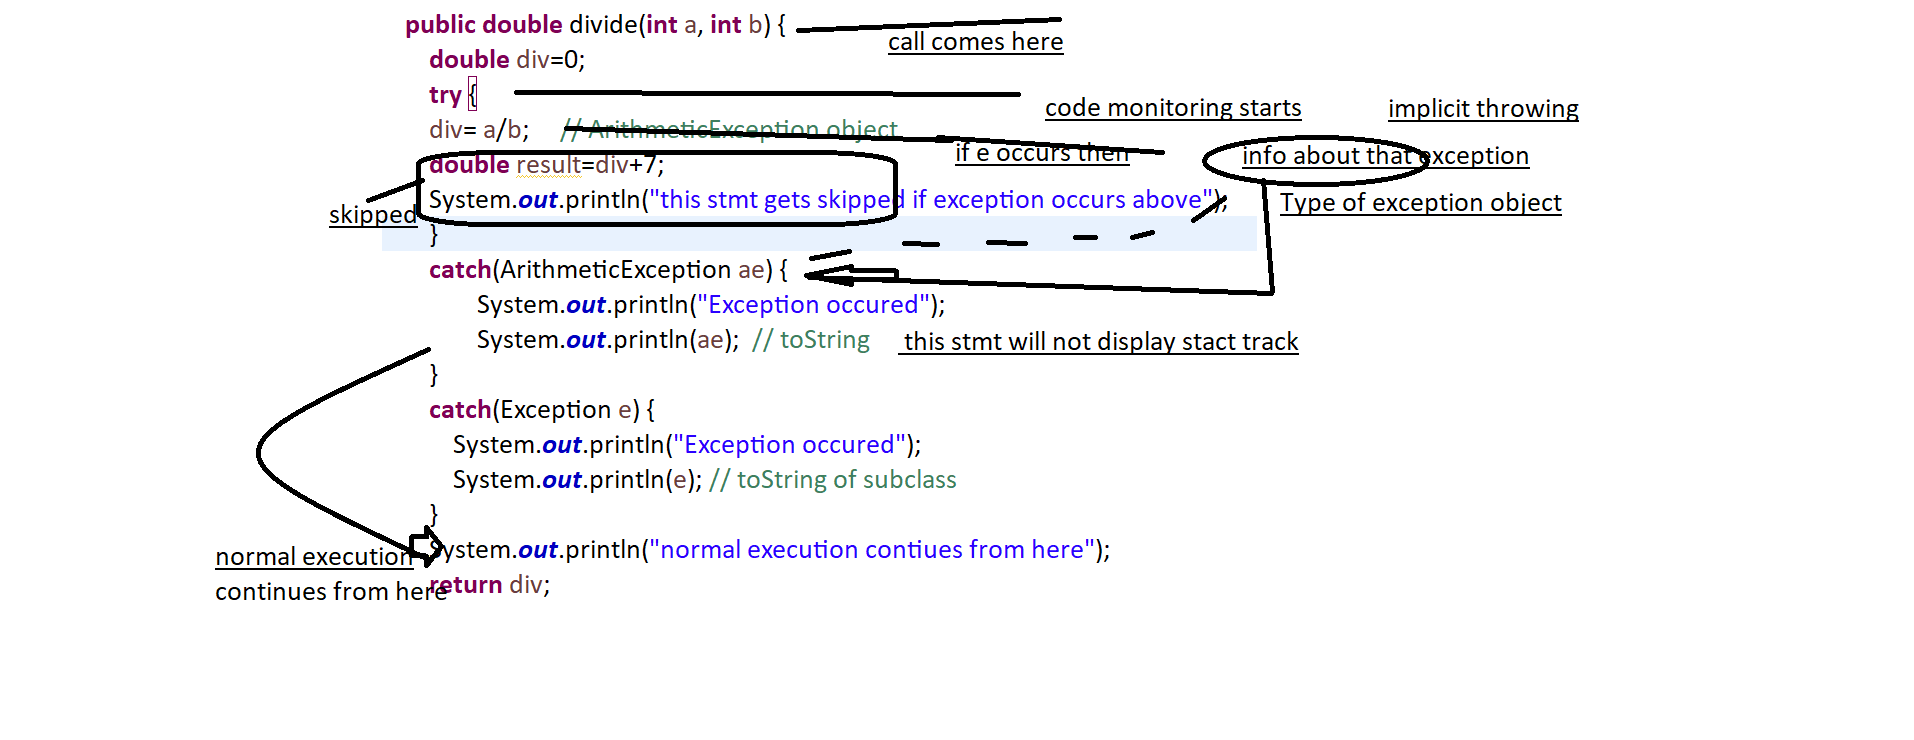 public double divide(int a, int b) {
call comes here
double div=0;
try {
code monitoring starts
implicit throwing
div= a/b;    // ArithmeticException object
if e occurs then
info about that exception
double result=div+7;
System.out.println("this stmt gets skipped if exception occurs above");
Type of exception object
skipped
}
catch(ArithmeticException ae) {
System.out.println("Exception occured");
System.out.println(ae);  // toString
this stmt will not display stact track
}
catch(Exception e) {
System.out.println("Exception occured");
System.out.println(e); // toString of subclass
}
System.out.println("normal execution contiues from here");
normal execution
continues from here
return div;